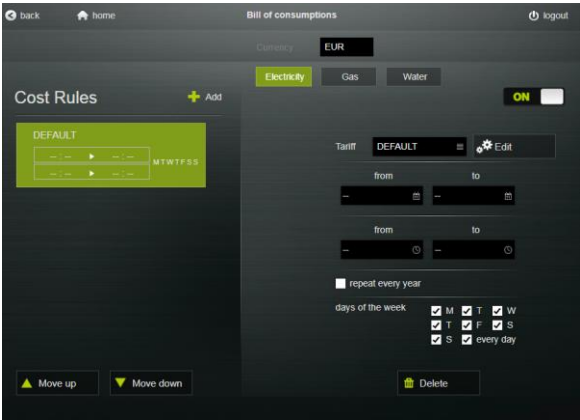 back home Bill of consumptions logout
Currency EUR
Electricity Gas Water
Cost Rules Add
ON
DEFAULT
-- : -- -- : --
MTWTFSS
-- : -- -- : --
Tariff DEFAULT Edit
from to
– –
from to
– –
repeat every year
days of the week M T W
T F S
S every day
Move up Move down Delete